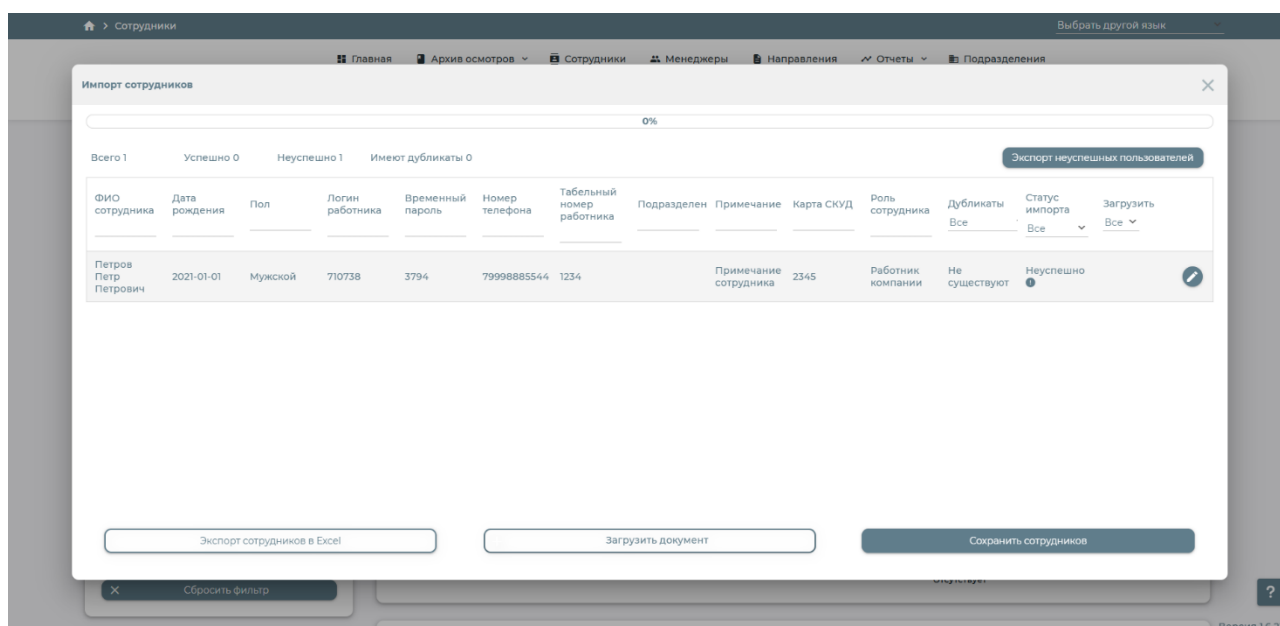 Сотрудники
Выбрать другой язык
Главная Архив осмотров Сотрудники Менеджеры Направления Отчеты Подразделения
Импорт сотрудников
0%
Всего 1 Успешно 0 Неуспешно 1 Имеют дубликаты 0
Экспорт неуспешных пользователей
ФИО сотрудника
Дата рождения
Пол
Логин работника
Временный пароль
Номер телефона
Табельный номер работника
Подразделен
Примечание
Карта СКУД
Роль сотрудника
Дубликаты
Все
Статус импорта
Все
Загрузить
Все
Петров Петр Петрович
2021-01-01
Мужской
710738
3794
79998885544
1234
Примечание сотрудника
2345
Работник компании
Не существуют
Неуспешно
Экспорт сотрудников в Excel
Загрузить документ
Сохранить сотрудников
Сбросить фильтр
?